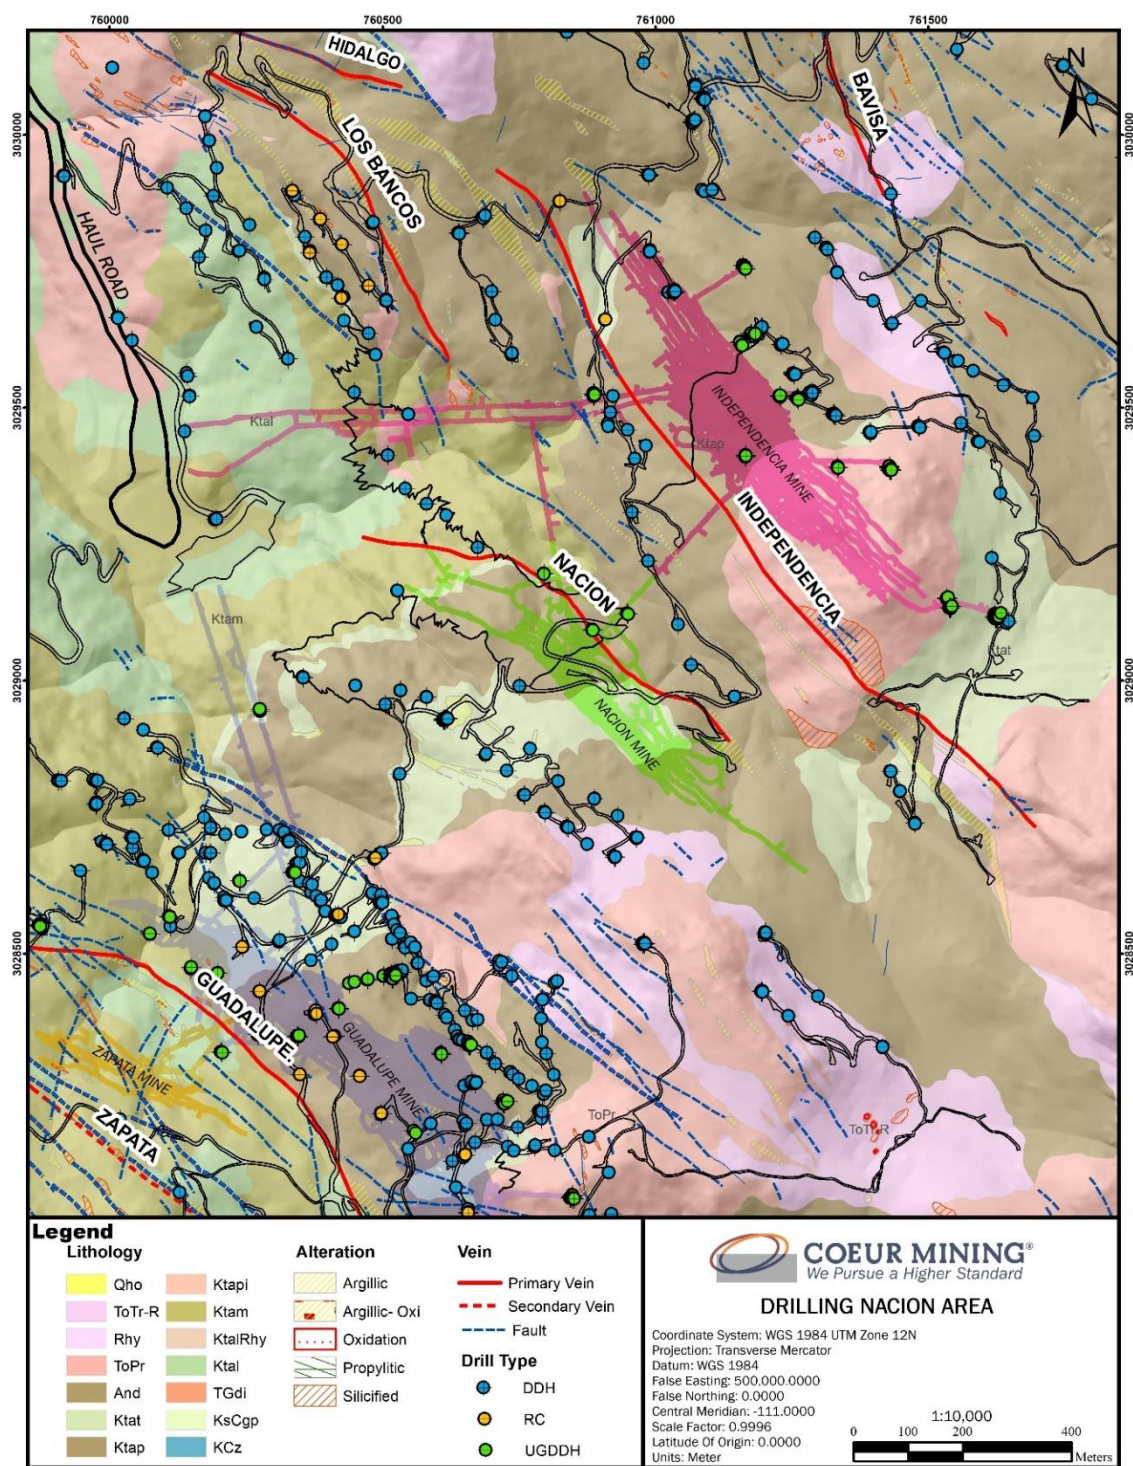 760000
760500
761000
761500
HIDALGO
N
BAVISA
3030000
3030000
LOS BANCOS
HAUL ROAD
3029500
3029500
Ktal
INDEPENDENCIA MINE
Ktap
INDEPENDENCIA
NACION
Ktam
Ktat
3029000
3029000
NACION MINE
3028500
3028500
GUADALUPE.
GUADALUPE MINE
ZAPATA MINE
ZAPATA
ToPr
ToTr-R
Legend
Lithology
Qho
ToTr-R
Rhy
ToPr
And
Ktat
Ktap
Ktapi
Ktam
KtalRhy
Ktal
TGdi
KsCgp
KCz
Alteration
Argillic
Argillic- Oxi
Oxidation
Propylitic
Silicified
Vein
Primary Vein
Secondary Vein
Fault
Drill Type
DDH
RC
UGDDH
COEUR MINING®
We Pursue a Higher Standard
DRILLING NACION AREA
Coordinate System: WGS 1984 UTM Zone 12N
Projection: Transverse Mercator
Datum: WGS 1984
False Easting: 500,000.0000
False Northing: 0.0000
Central Meridian: -111.0000
Scale Factor: 0.9996
Latitude Of Origin: 0.0000
Units: Meter
1:10,000
0 100 200 400
Meters